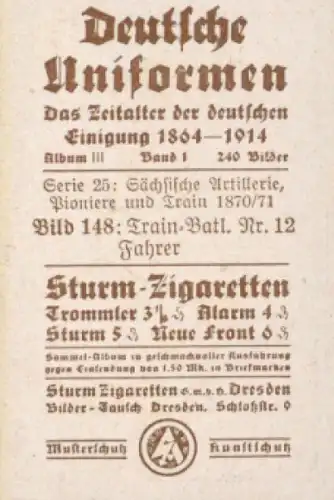 Deutsche
Uniformen
Das Zeitalter der deutschen
Einigung 1864—1914
Album III Band 1 240 Bilder
Serie 25: Sächsische Artillerie,
Pioniere und Train 1870/71
Bild 148: Train-Batl. Nr. 12
Fahrer
Sturm-Zigaretten
Trommler 3⅓ ₰ Alarm 4 ₰
Sturm 5 ₰ Neue Front 6 ₰
Sammel-Album in geschmackvoller Ausführung
gegen Einsendung von 1.50 Mk. in Briefmarken
Sturm Zigaretten G.m.b.H. Dresden
Bilder-Tausch Dresden, Schloßstr. 9
Musterschutz Kunstschutz